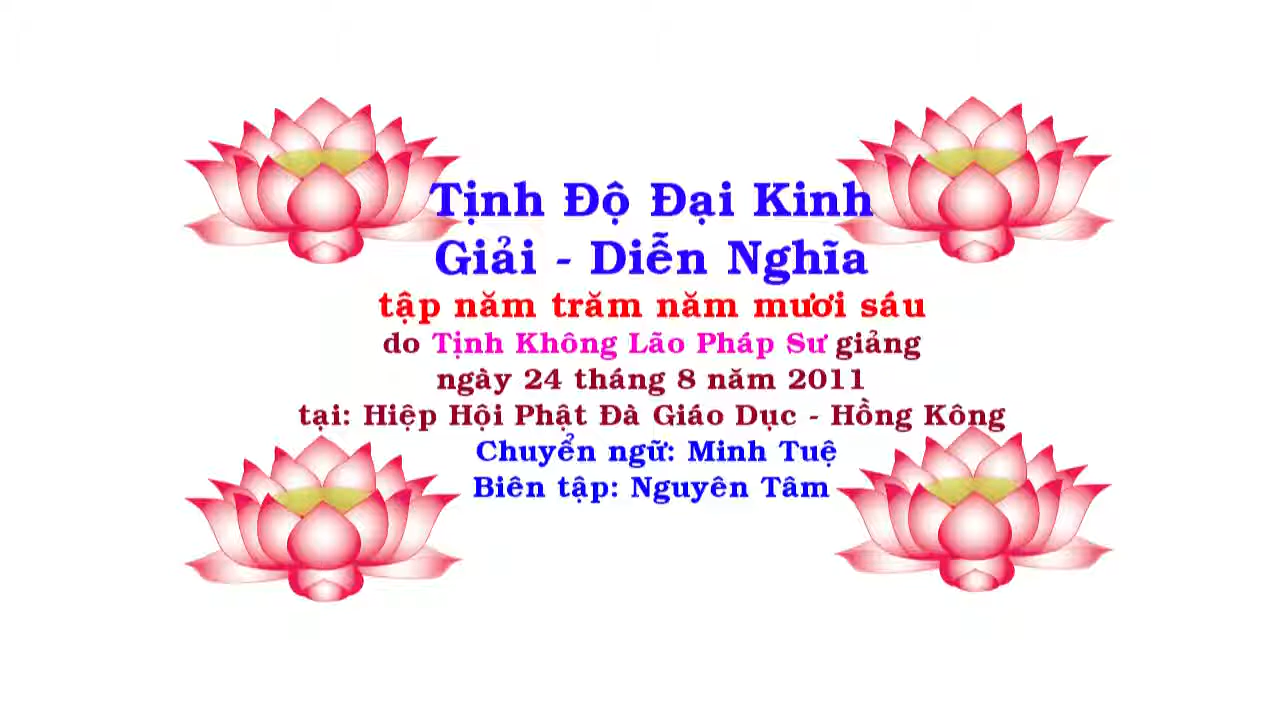 Tịnh Độ Đại Kinh
Giải - Diễn Nghĩa
tập năm trăm năm mươi sáu
do Tịnh Không Lão Pháp Sư giảng
ngày 24 tháng 8 năm 2011
tại: Hiệp Hội Phật Đà Giáo Dục - Hồng Kông
Chuyển ngữ: Minh Tuệ
Biên tập: Nguyên Tâm